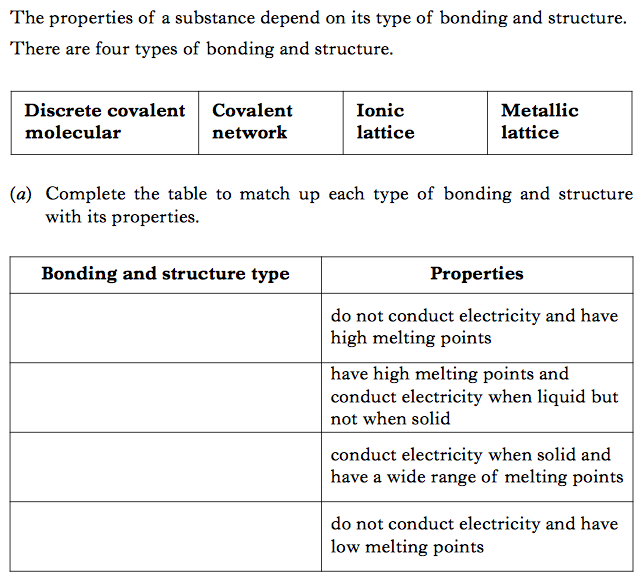 The properties of a substance depend on its type of bonding and structure.
There are four types of bonding and structure.
Discrete covalent molecular
Covalent network
Ionic lattice
Metallic lattice
(a) Complete the table to match up each type of bonding and structure
with its properties.
Bonding and structure type
Properties
do not conduct electricity and have
high melting points
have high melting points and
conduct electricity when liquid but
not when solid
conduct electricity when solid and
have a wide range of melting points
do not conduct electricity and have
low melting points